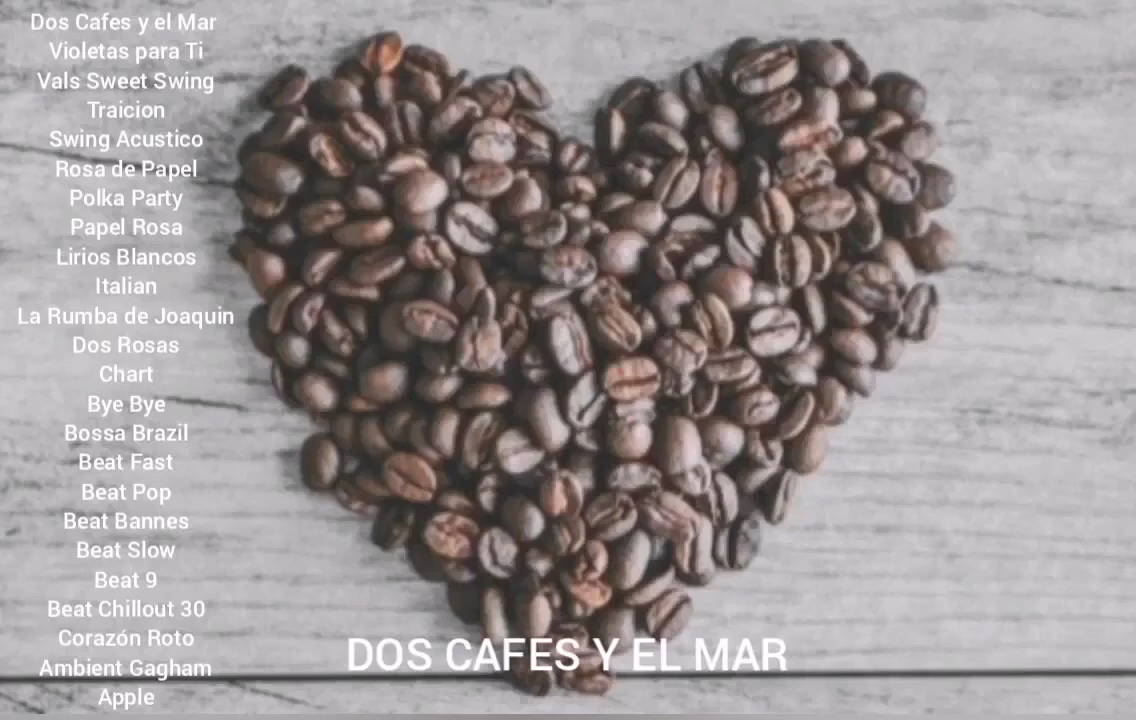 Dos Cafes y el Mar
Violetas para Ti
Vals Sweet Swing
Traicion
Swing Acustico
Rosa de Papel
Polka Party
Papel Rosa
Lirios Blancos
Italian
La Rumba de Joaquin
Dos Rosas
Chart
Bye Bye
Bossa Brazil
Beat Fast
Beat Pop
Beat Bannes
Beat Slow
Beat 9
Beat Chillout 30
Corazón Roto
Ambient Gagham
Apple
DOS CAFES Y EL MAR